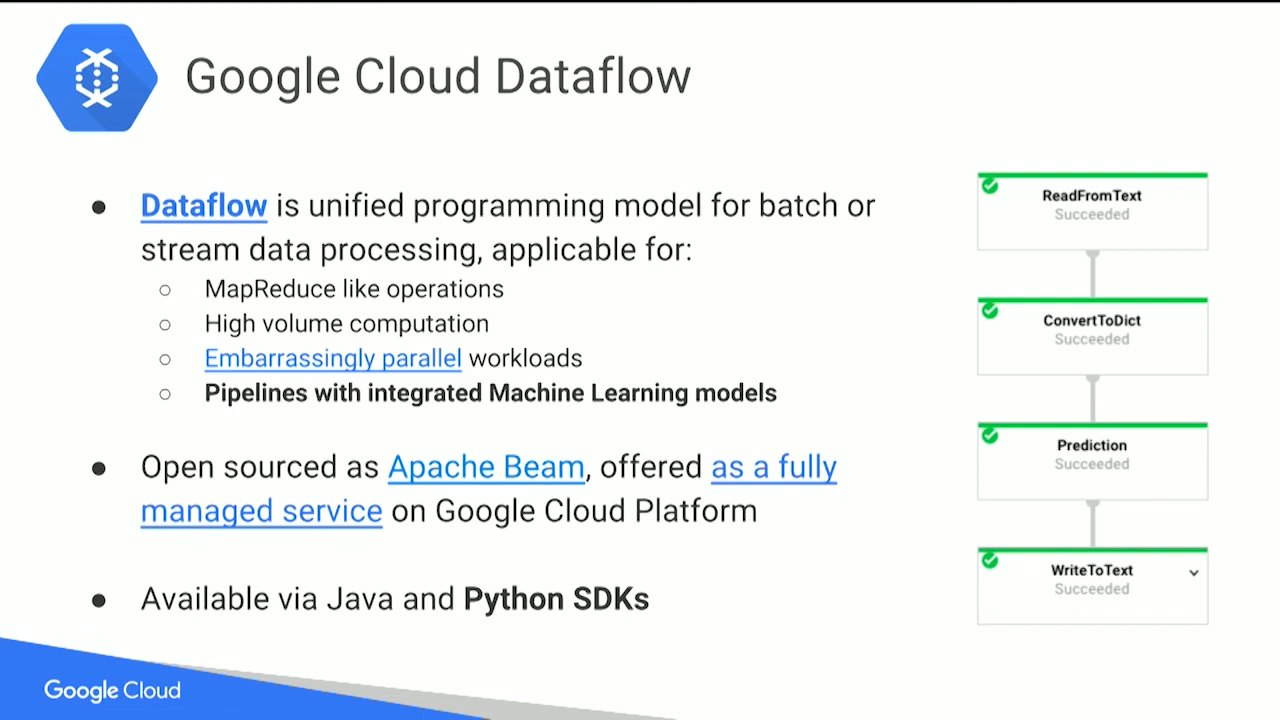 Google Cloud Dataflow
● Dataflow is unified programming model for batch or
stream data processing, applicable for:
○ MapReduce like operations
○ High volume computation
○ Embarrassingly parallel workloads
○ Pipelines with integrated Machine Learning models
● Open sourced as Apache Beam, offered as a fully
managed service on Google Cloud Platform
● Available via Java and Python SDKs
ReadFromText
Succeeded
ConvertToDict
Succeeded
Prediction
Succeeded
WriteToText
Succeeded
Google Cloud